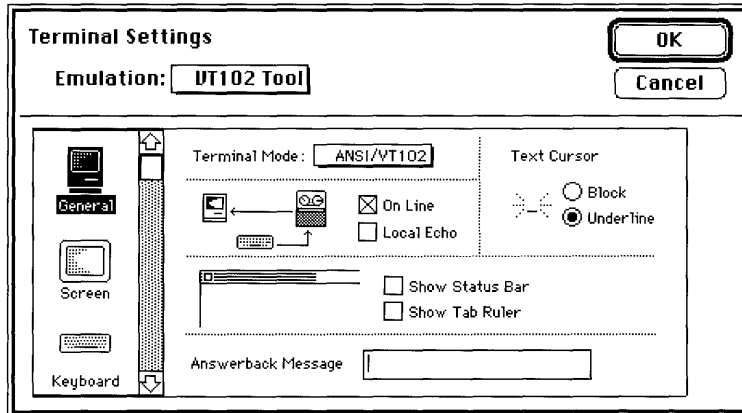 Terminal Settings
OK
Emulation: VT102 Tool
Cancel
General
Screen
Keyboard
Terminal Mode: ANSI/VT102
On Line
Local Echo
Text Cursor
Block
Underline
Show Status Bar
Show Tab Ruler
Answerback Message